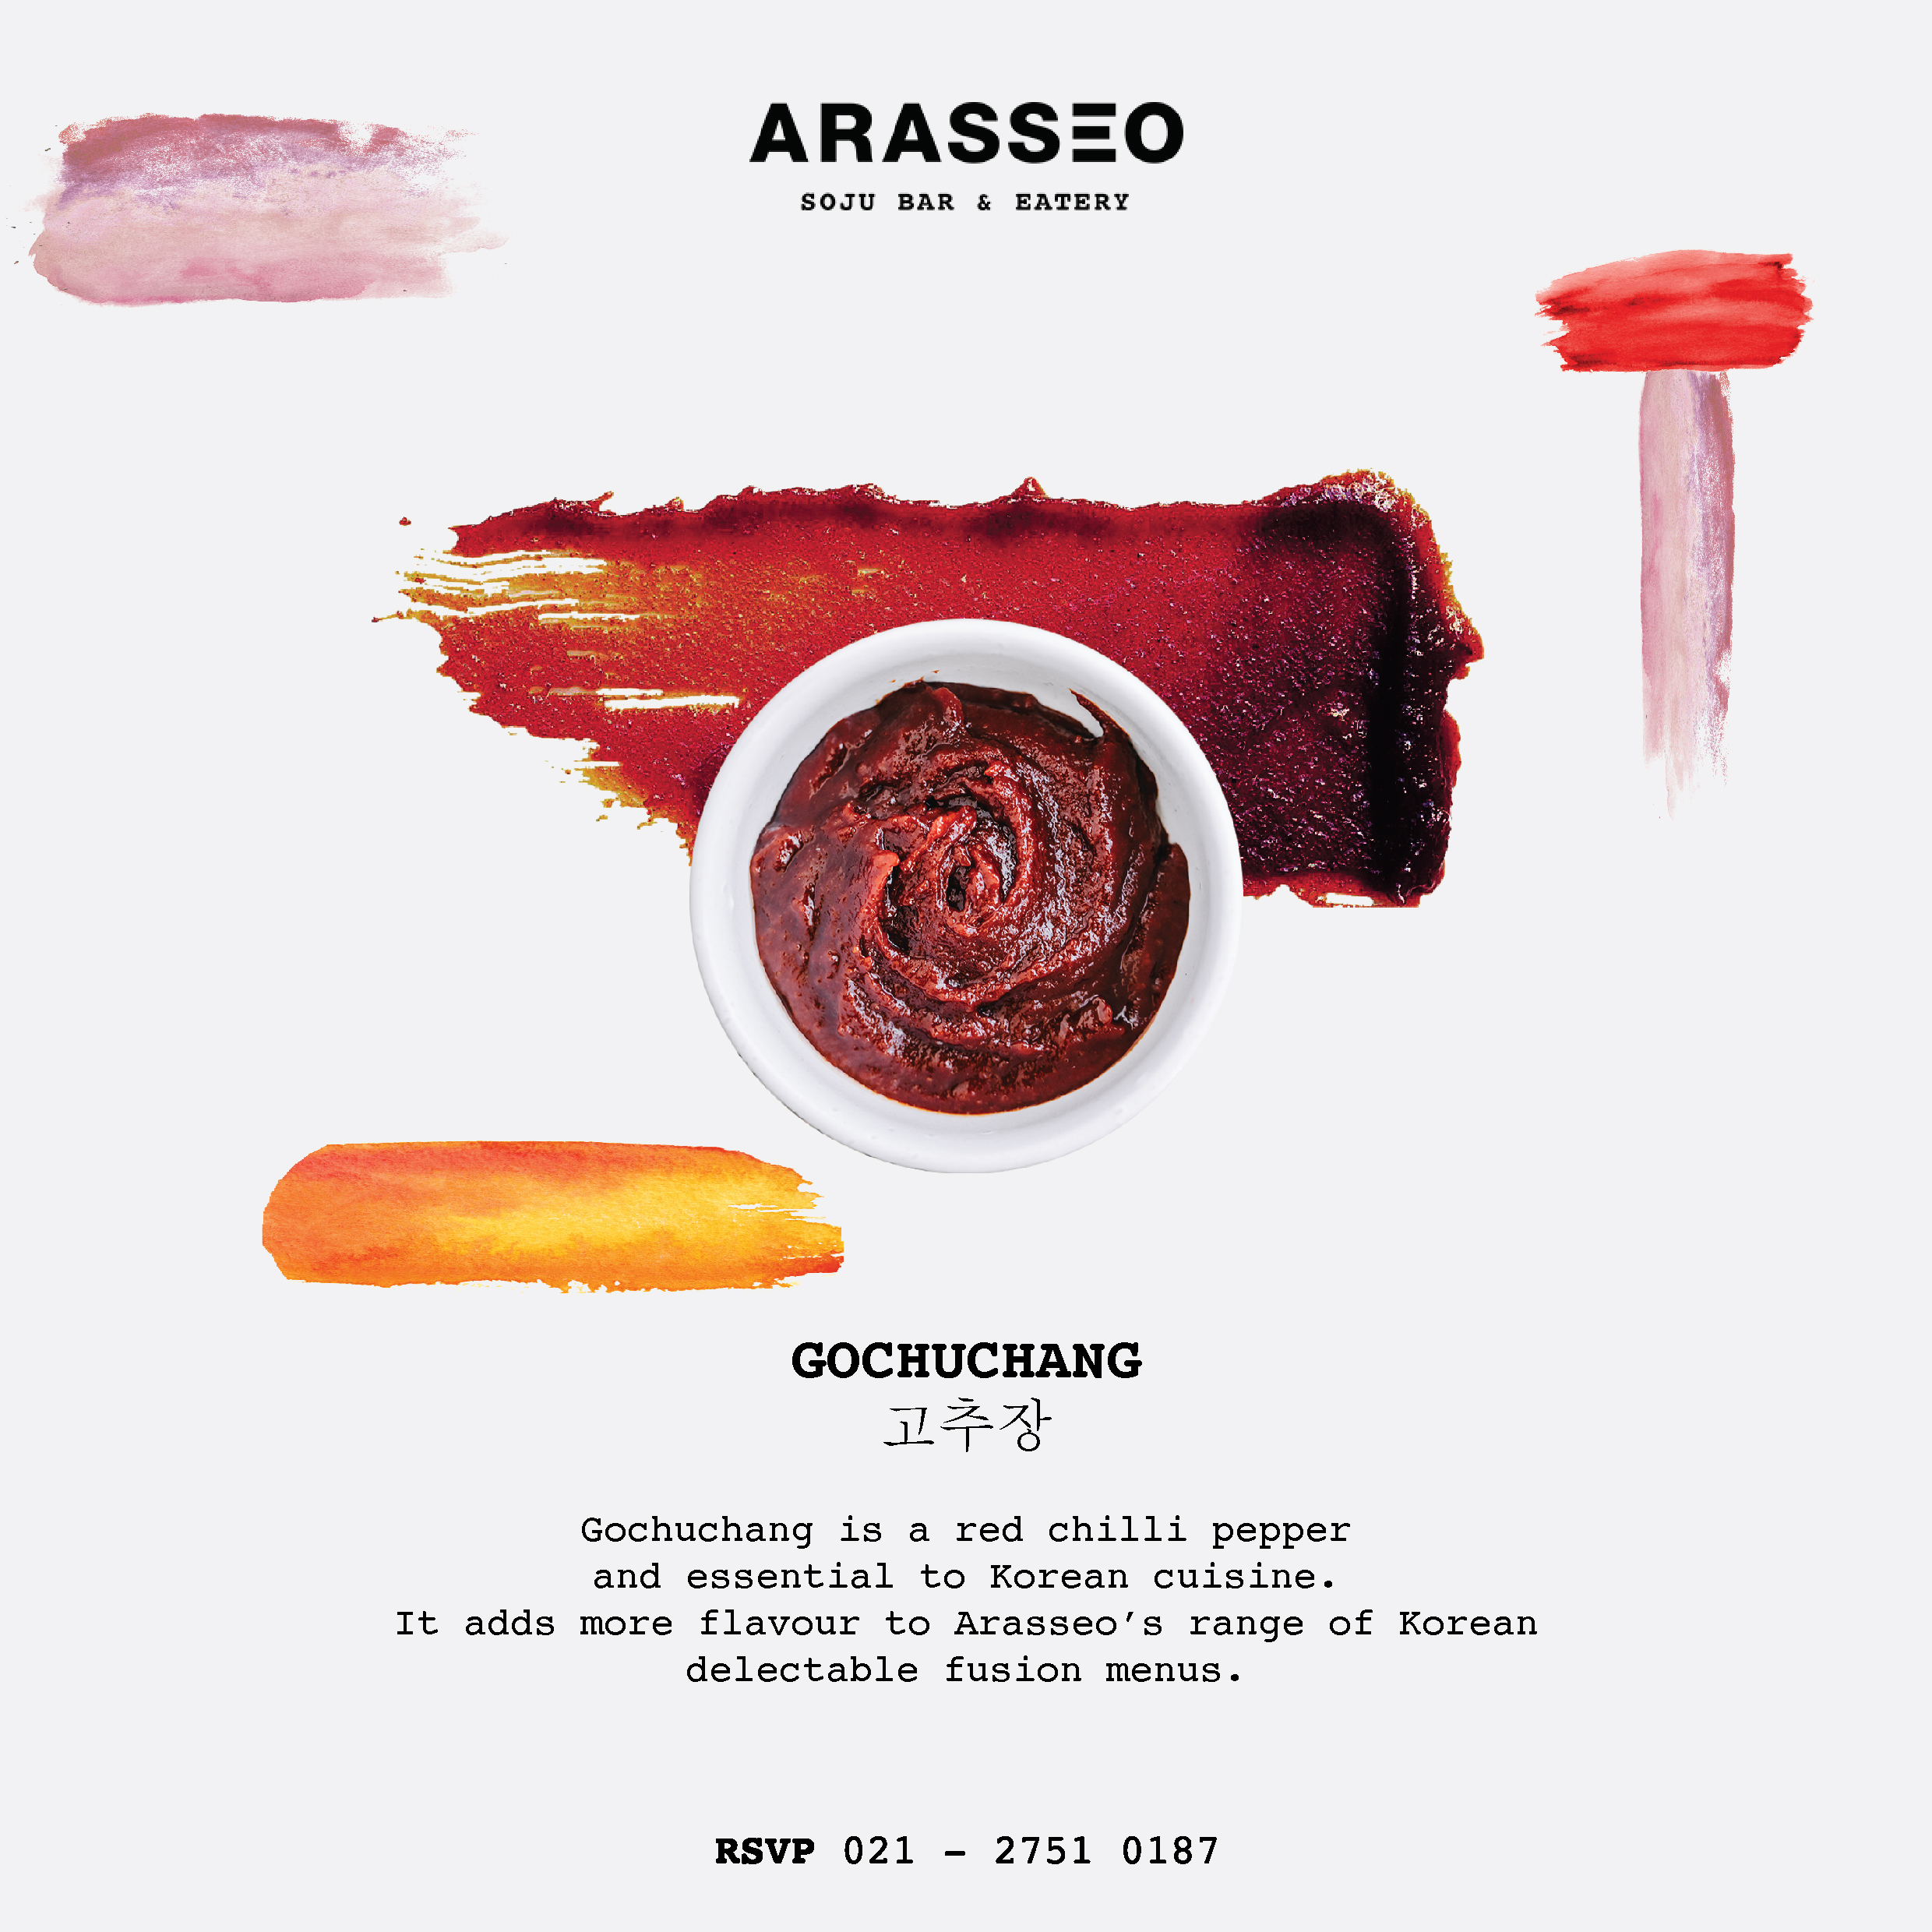 ARASSEO
SOJU BAR & EATERY
GOCHUCHANG
고추장
Gochuchang is a red chilli pepper
and essential to Korean cuisine.
It adds more flavour to Arasseo’s range of Korean
delectable fusion menus.
RSVP 021 – 2751 0187